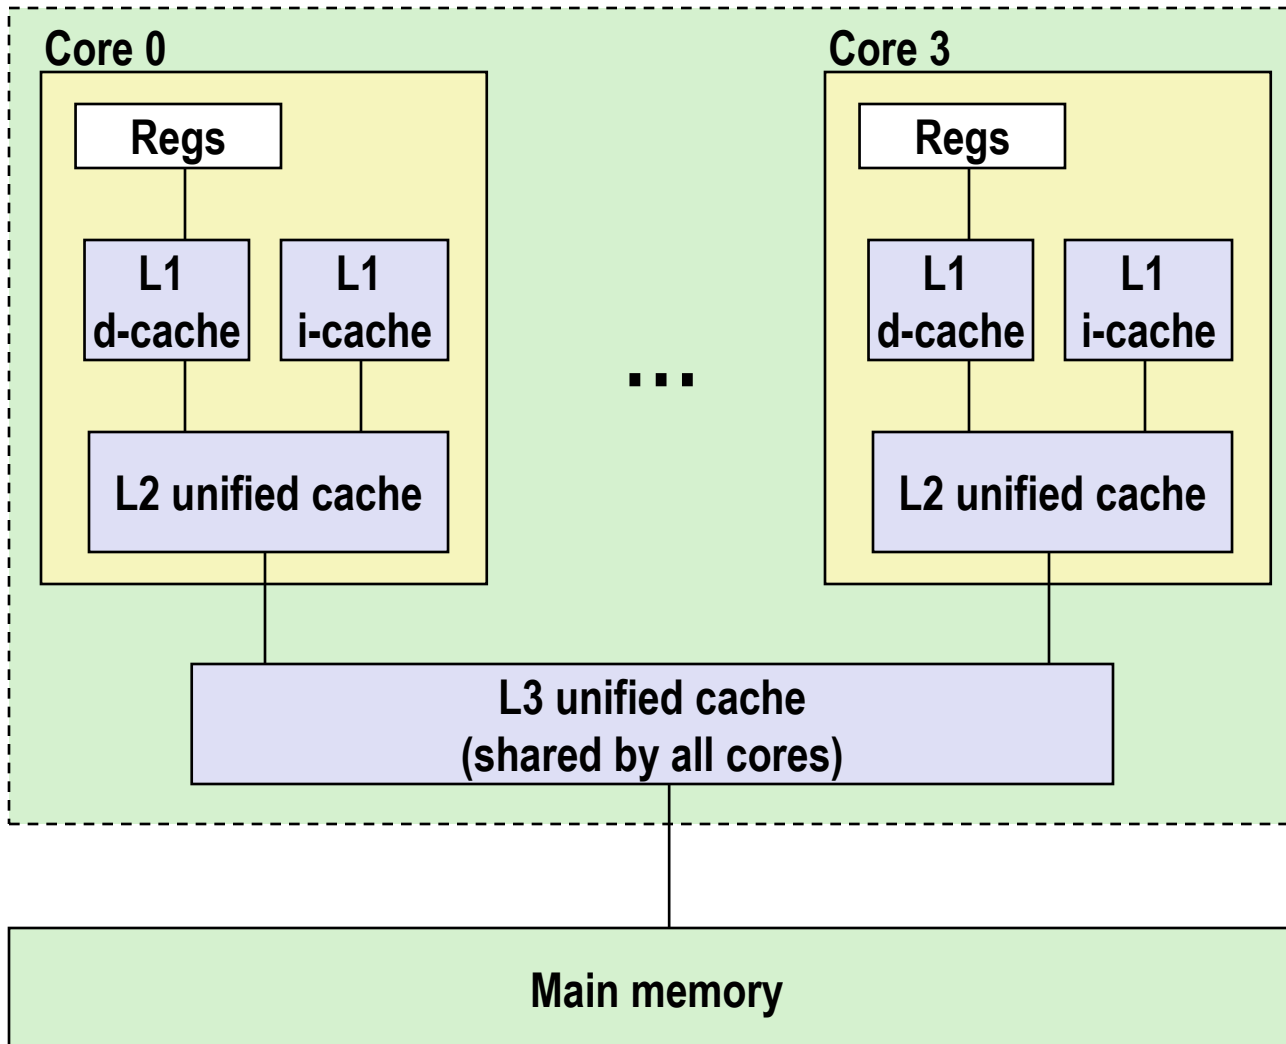 Core 0
Regs
L1
d-cache
L1
i-cache
L2 unified cache
...
Core 3
Regs
L1
d-cache
L1
i-cache
L2 unified cache
L3 unified cache
(shared by all cores)
Main memory